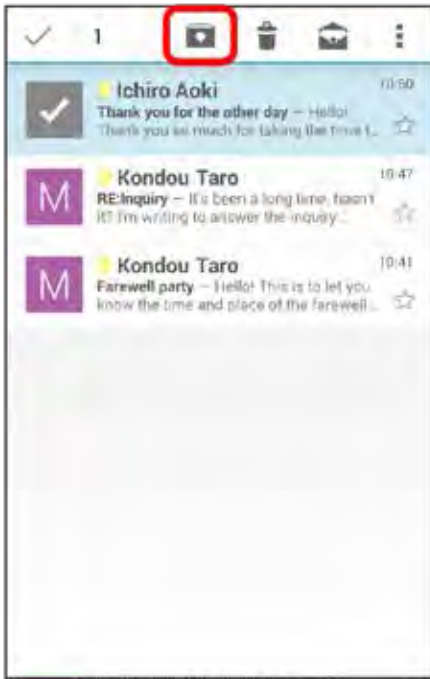 1
Ichiro Aoki 10:50
Thank you for the other day – Hello!
Thank you so much for taking the time t...
M
Kondou Taro 10:47
RE:Inquiry – It's been a long time, hasn't
it? I'm writing to answer the inquiry...
M
Kondou Taro 10:41
Farewell party – Hello! This is to let you
know the time and place of the farewell...